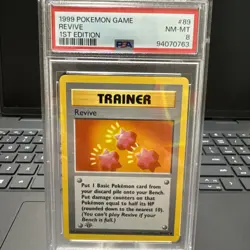 1999 POKEMON GAME #89
REVIVE NM-MT
1ST EDITION 8
PSA 94070763
TRAINER
Revive
Put 1 Basic Pokémon card from your
discard pile onto your Bench.
Put damage counters on that
Pokémon equal to half its HP
(rounded down to the nearest 10).
(You can't play Revive if your
Bench is full.)